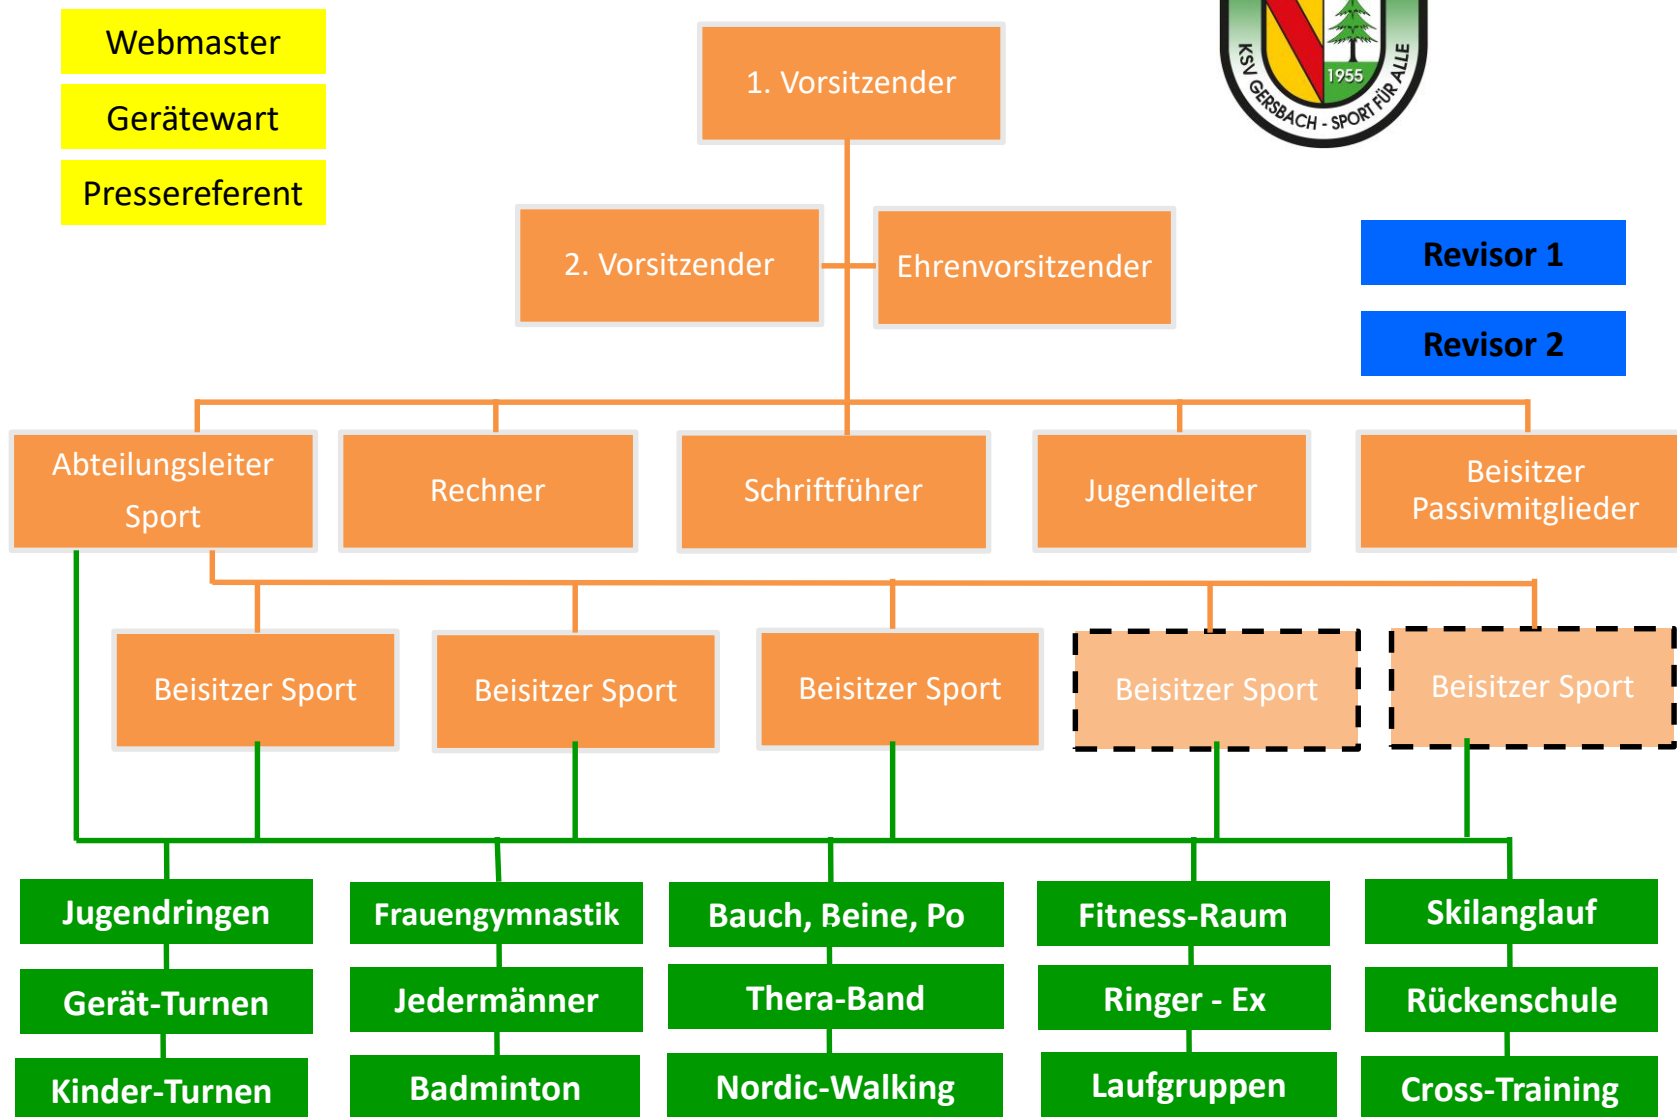 Webmaster
Gerätewart
Pressereferent
1. Vorsitzender
1955
KSV GERSBACH - SPORT FÜR ALLE
2. Vorsitzender
Ehrenvorsitzender
Revisor 1
Revisor 2
Abteilungsleiter
Sport
Rechner
Schriftführer
Jugendleiter
Beisitzer
Passivmitglieder
Beisitzer Sport
Beisitzer Sport
Beisitzer Sport
Beisitzer Sport
Beisitzer Sport
Jugendringen
Frauengymnastik
Bauch, Beine, Po
Fitness-Raum
Skilanglauf
Gerät-Turnen
Jedermänner
Thera-Band
Ringer - Ex
Rückenschule
Kinder-Turnen
Badminton
Nordic-Walking
Laufgruppen
Cross-Training